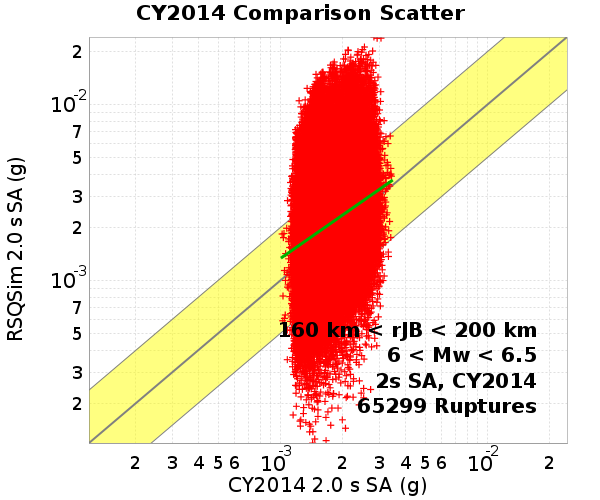 CY2014 Comparison Scatter
RSQSim 2.0 s SA (g)
2
10-2
7
5
3
2
10-3
7
5
3
2
160 km < rJB < 200 km
6 < Mw < 6.5
2s SA, CY2014
65299 Ruptures
2 3 4 5 6 10-3 2 3 4 5 6 10-2 2
CY2014 2.0 s SA (g)